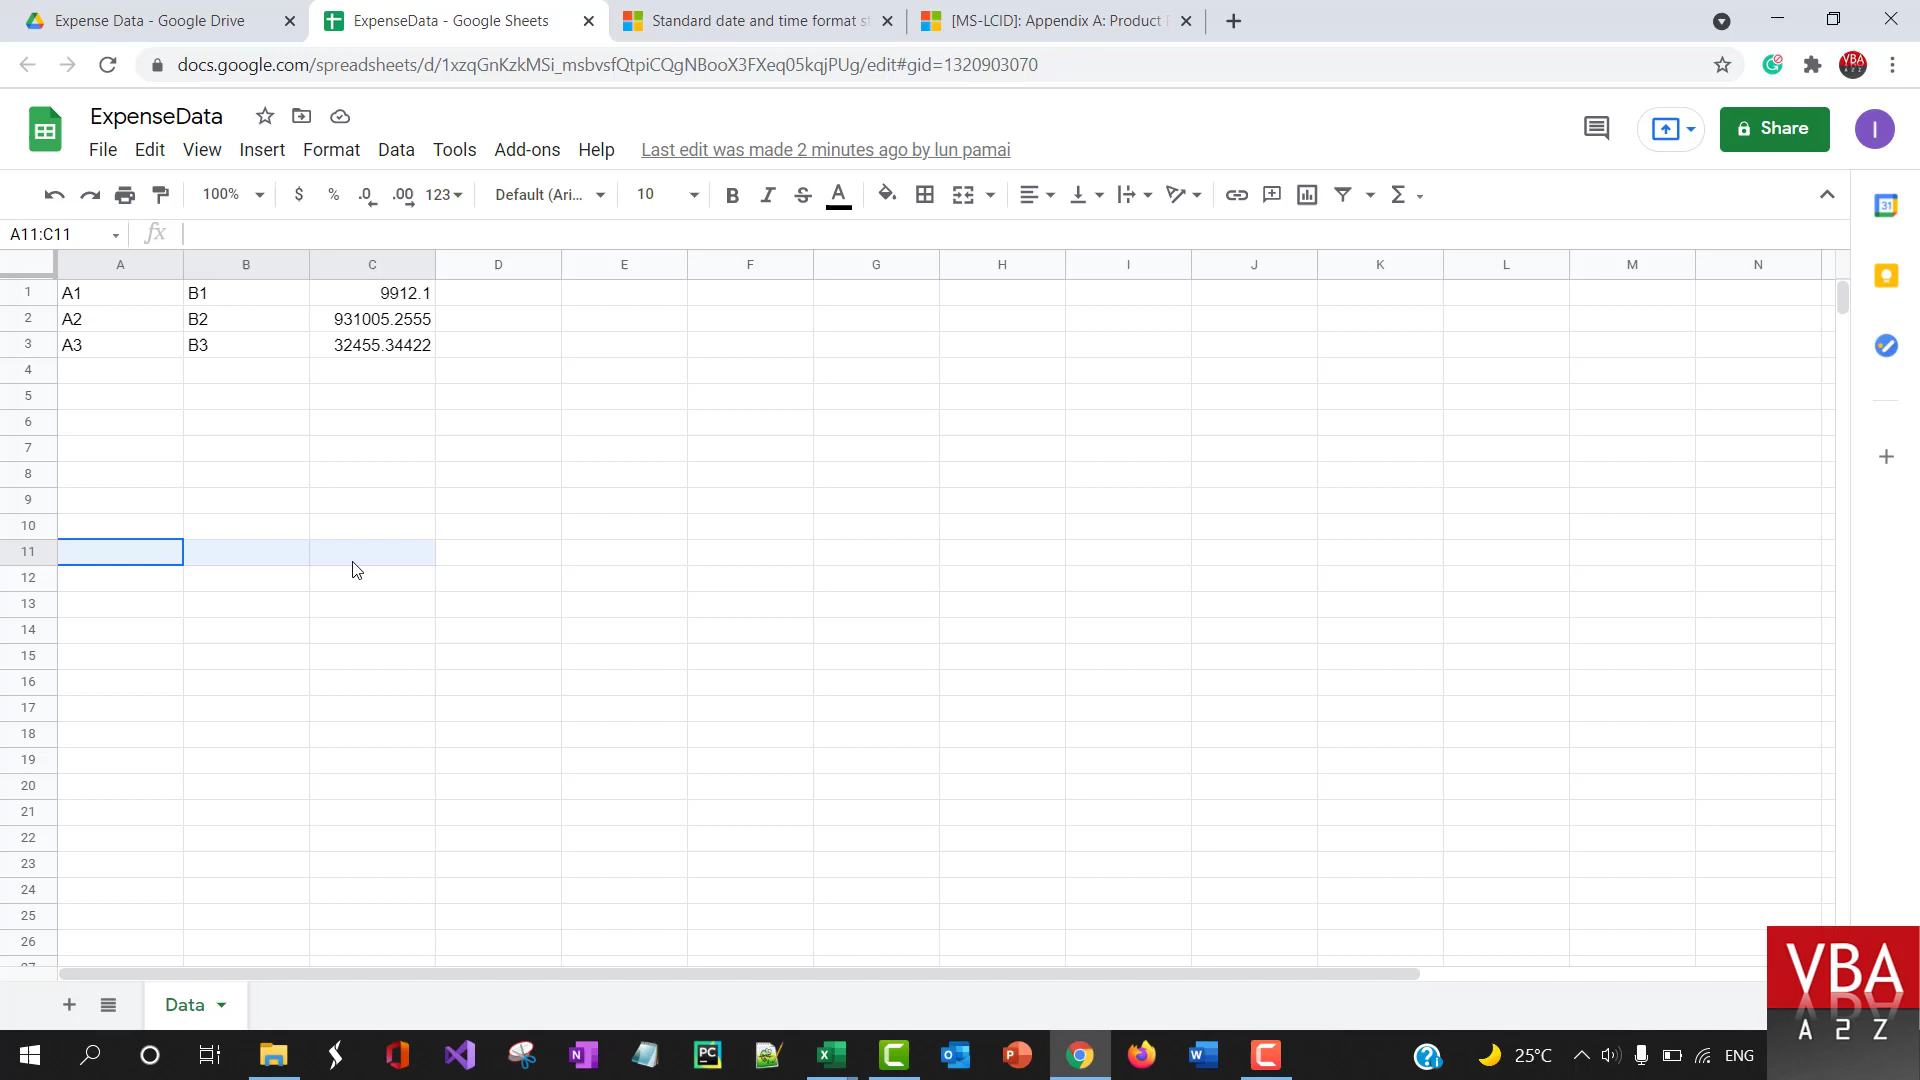 Expense Data - Google Drive
ExpenseData - Google Sheets
Standard date and time format s
[MS-LCID]: Appendix A: Product
docs.google.com/spreadsheets/d/1xzqGnKzkMSi_msbvsfQtpiCQgNBooX3FXeq05kqjPUg/edit#gid=1320903070
VBA
A 2 Z
ExpenseData
Share
I
File Edit View Insert Format Data Tools Add-ons Help Last edit was made 2 minutes ago by lun pamai
100% $ % .0 .00 123 Default (Ari... 10 B I S A Σ
31
A11:C11 fx
A B C D E F G H I J K L M N
1 A1 B1 9912.1
2 A2 B2 931005.2555
3 A3 B3 32455.34422
4
5
6
7
8
9
10
11
12
13
14
15
16
17
18
19
20
21
22
23
24
25
26
27
Data
VBA
A 2 Z
25°C ENG